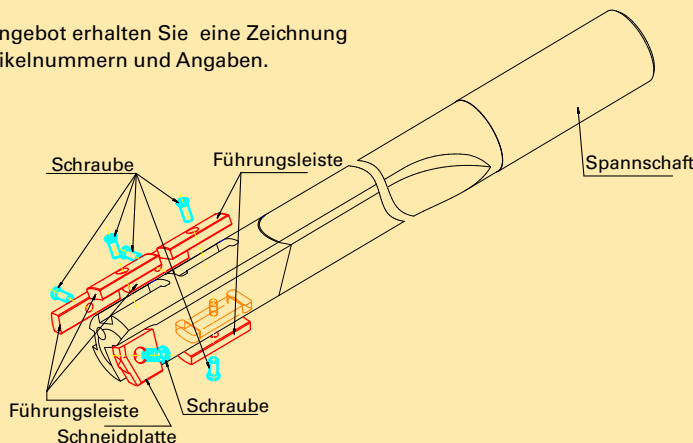 ngebot erhalten Sie eine Zeichnung
ikelnummern und Angaben.
Schraube
Führungsleiste
Spannschaft
Führungsleiste
Schraube
Schneidplatte